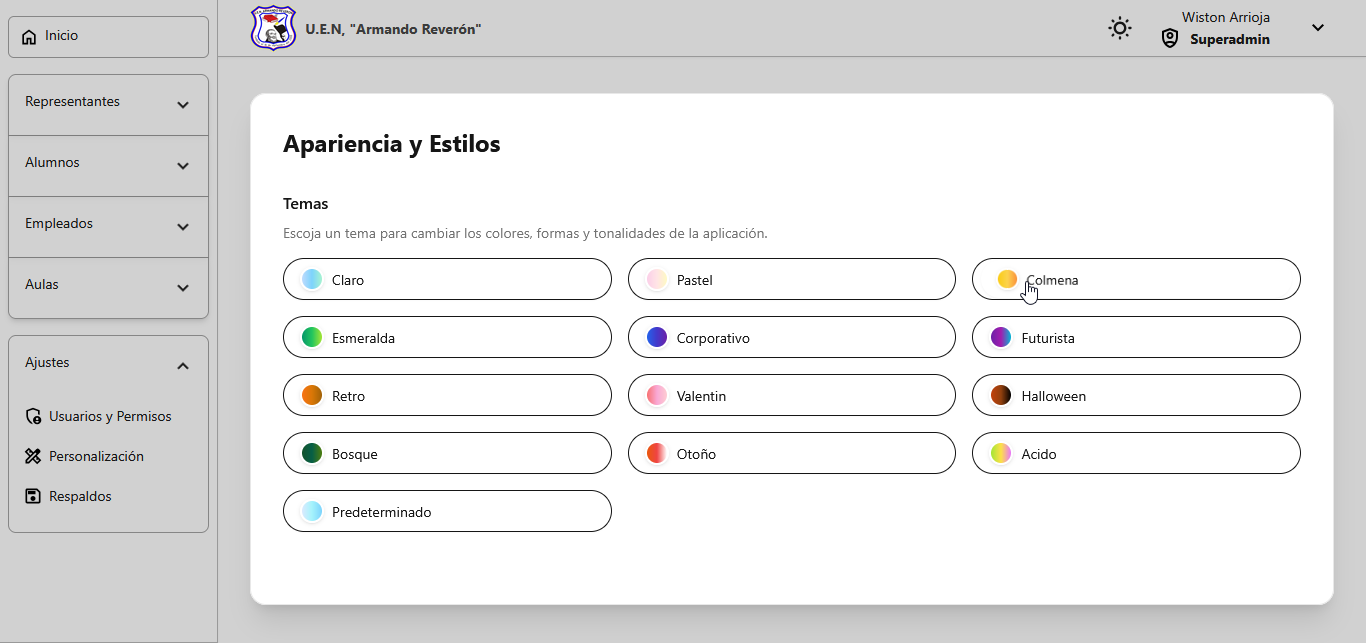 Inicio
Representantes
Alumnos
Empleados
Aulas
Ajustes
Usuarios y Permisos
Personalización
Respaldos
U.E.N, "Armando Reverón"
Wiston Arrioja
Superadmin
Apariencia y Estilos
Temas
Escoja un tema para cambiar los colores, formas y tonalidades de la aplicación.
Claro
Pastel
Colmena
Esmeralda
Corporativo
Futurista
Retro
Valentin
Halloween
Bosque
Otoño
Acido
Predeterminado